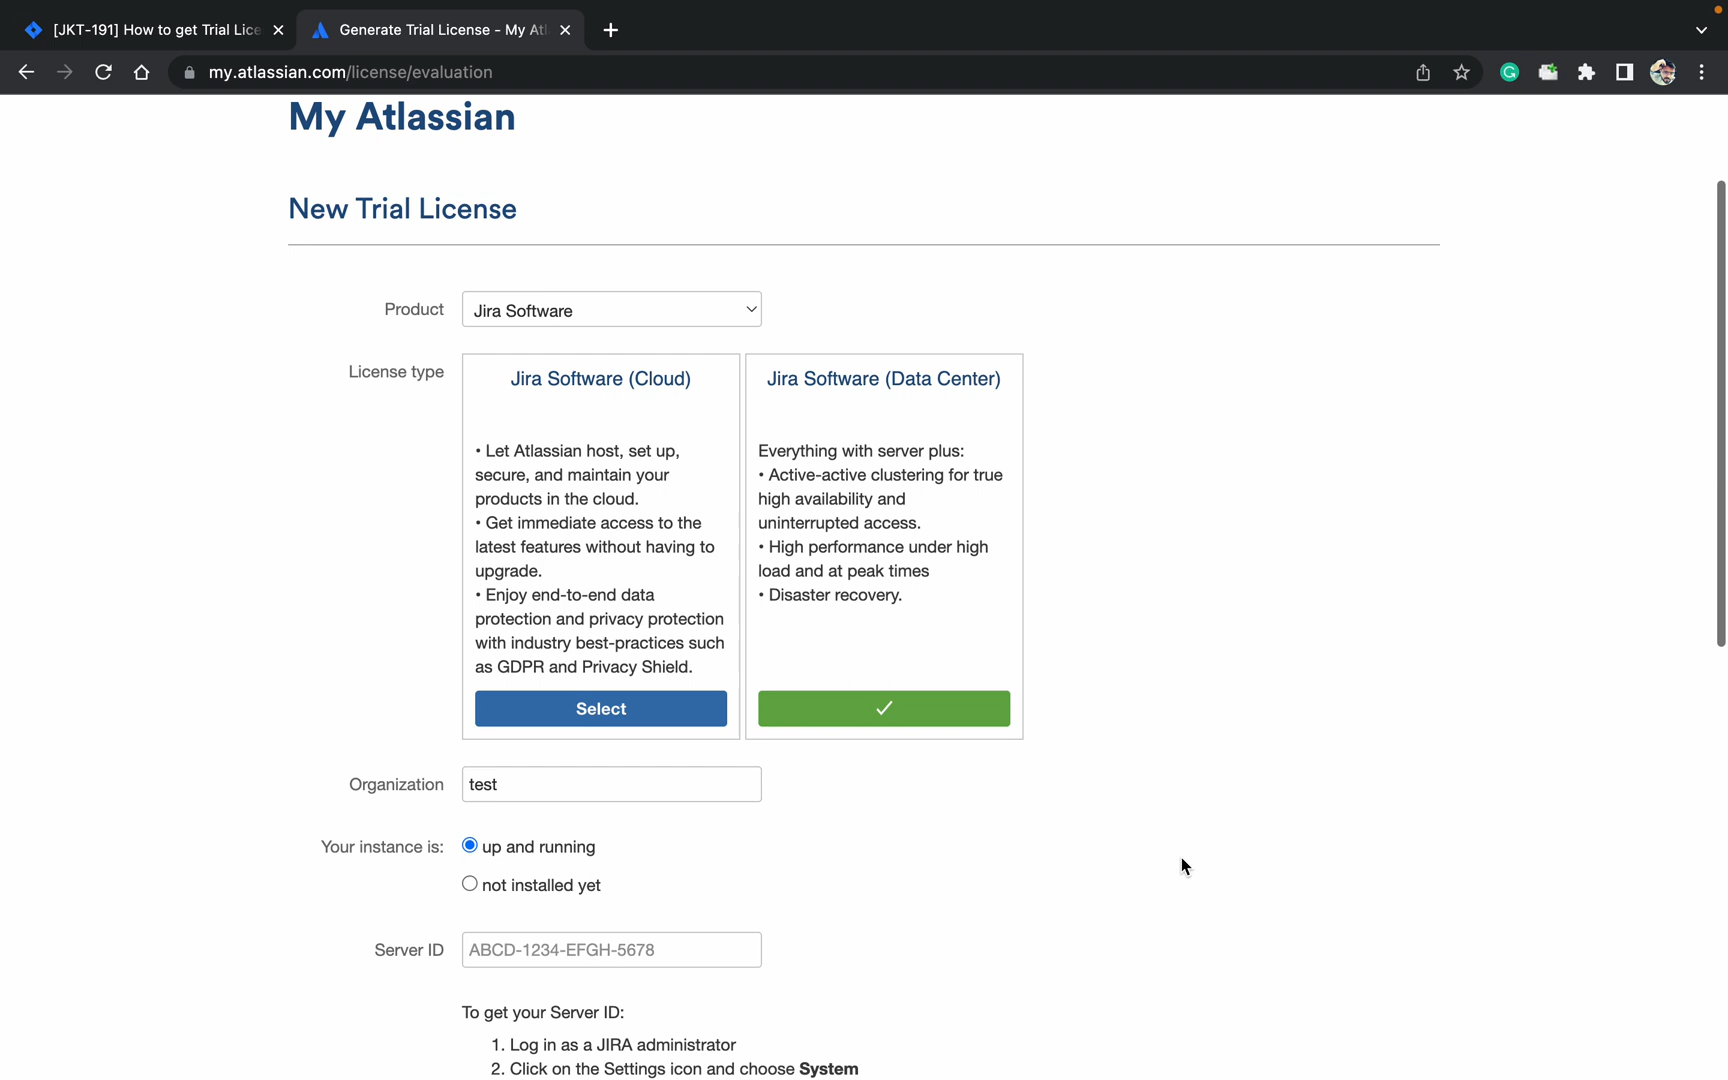 [JKT-191] How to get Trial Lice
Generate Trial License - My Atl
my.atlassian.com/license/evaluation
My Atlassian
New Trial License
Product
Jira Software
License type
Jira Software (Cloud)
• Let Atlassian host, set up,
secure, and maintain your
products in the cloud.
• Get immediate access to the
latest features without having to
upgrade.
• Enjoy end-to-end data
protection and privacy protection
with industry best-practices such
as GDPR and Privacy Shield.
Select
Jira Software (Data Center)
Everything with server plus:
• Active-active clustering for true
high availability and
uninterrupted access.
• High performance under high
load and at peak times
• Disaster recovery.
Organization
test
Your instance is:
up and running
not installed yet
Server ID
ABCD-1234-EFGH-5678
To get your Server ID:
1. Log in as a JIRA administrator
2. Click on the Settings icon and choose System